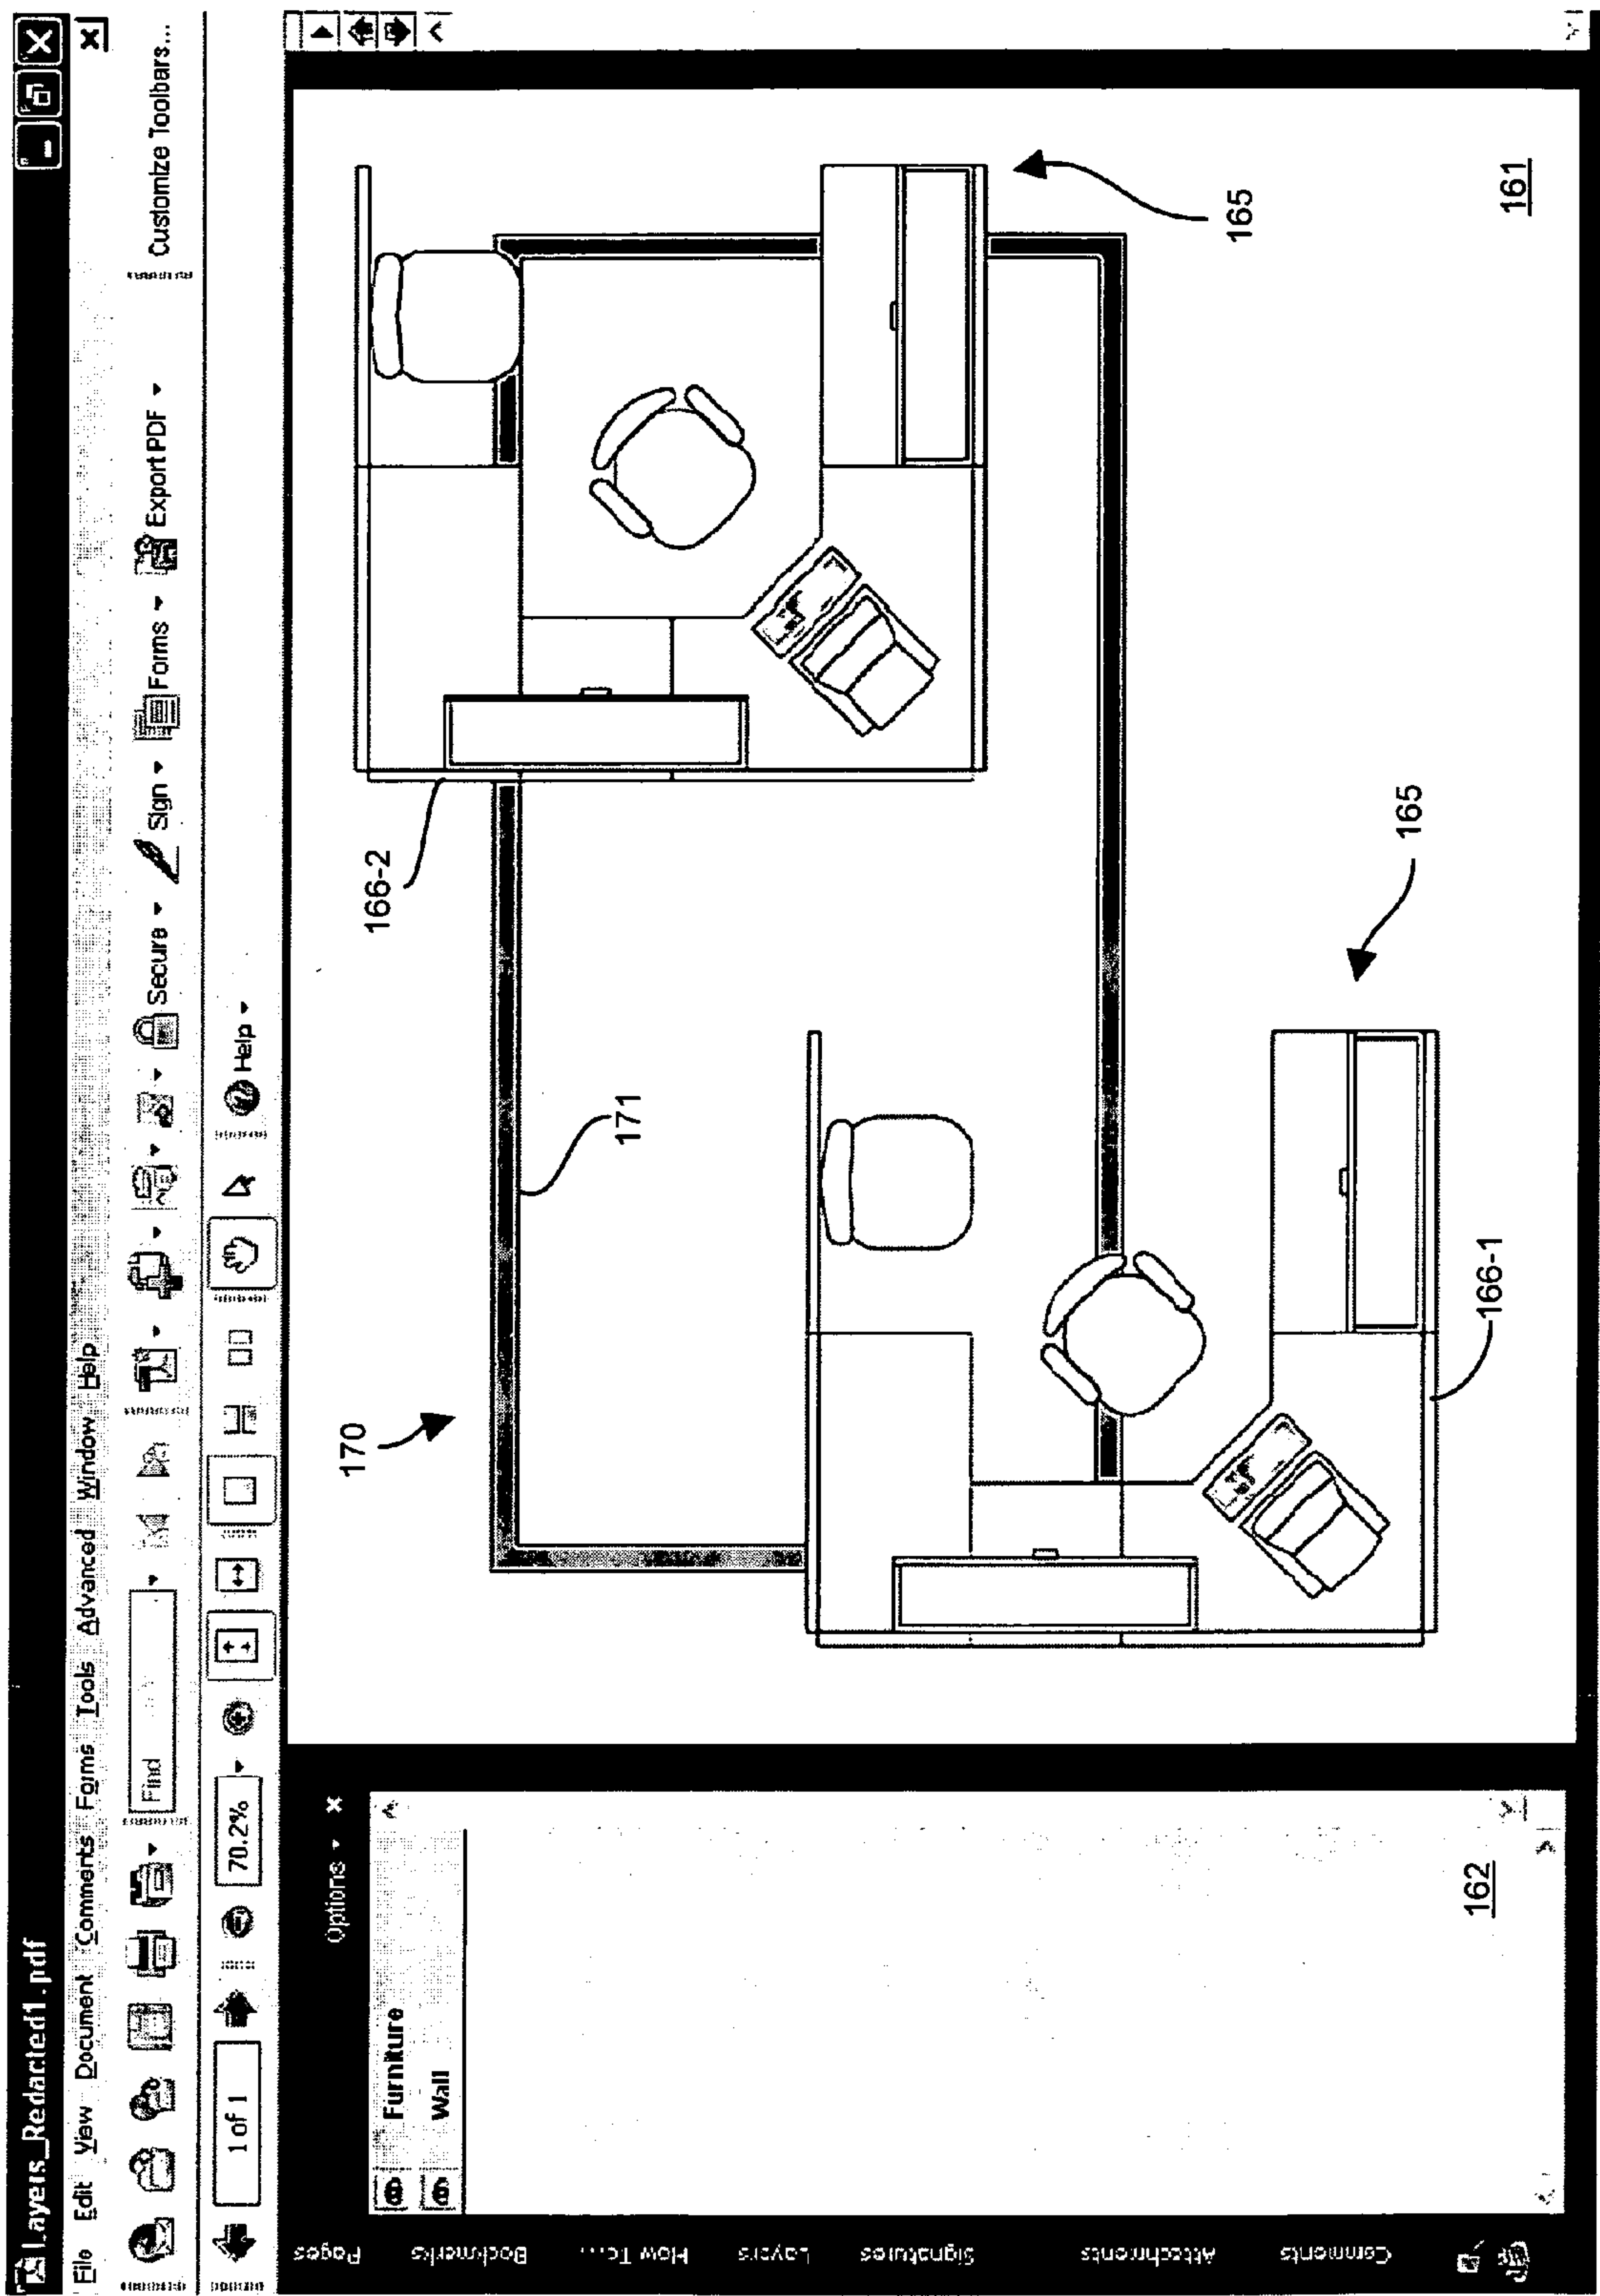 Layers_Redacted1.pdf
File Edit View Document Comments Forms Tools Advanced Window Help
Find
Secure
Sign
Forms
Export PDF
Customize Toolbars...
1 of 1
70.2%
Help
Options
Furniture
Wall
162
Pages
Bookmarks
How To...
Layers
Signatures
Attachments
Comments
170
171
166-2
165
165
166-1
161